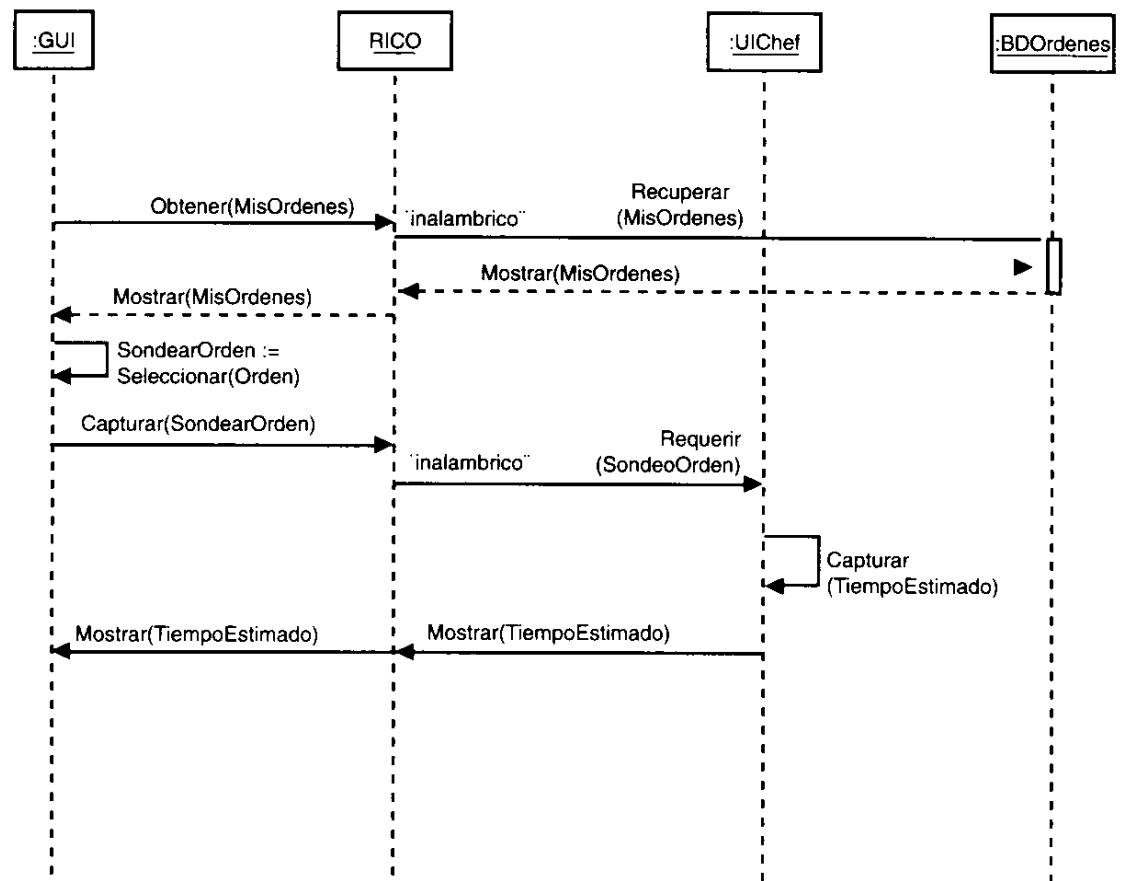 :GUI
RICO
:UIChef
:BDOrdenes
Obtener(MisOrdenes)
¨inalambrico¨
Recuperar
(MisOrdenes)
Mostrar(MisOrdenes)
Mostrar(MisOrdenes)
SondearOrden :=
Seleccionar(Orden)
Capturar(SondearOrden)
¨inalambrico¨
Requerir
(SondeoOrden)
Capturar
(TiempoEstimado)
Mostrar(TiempoEstimado)
Mostrar(TiempoEstimado)